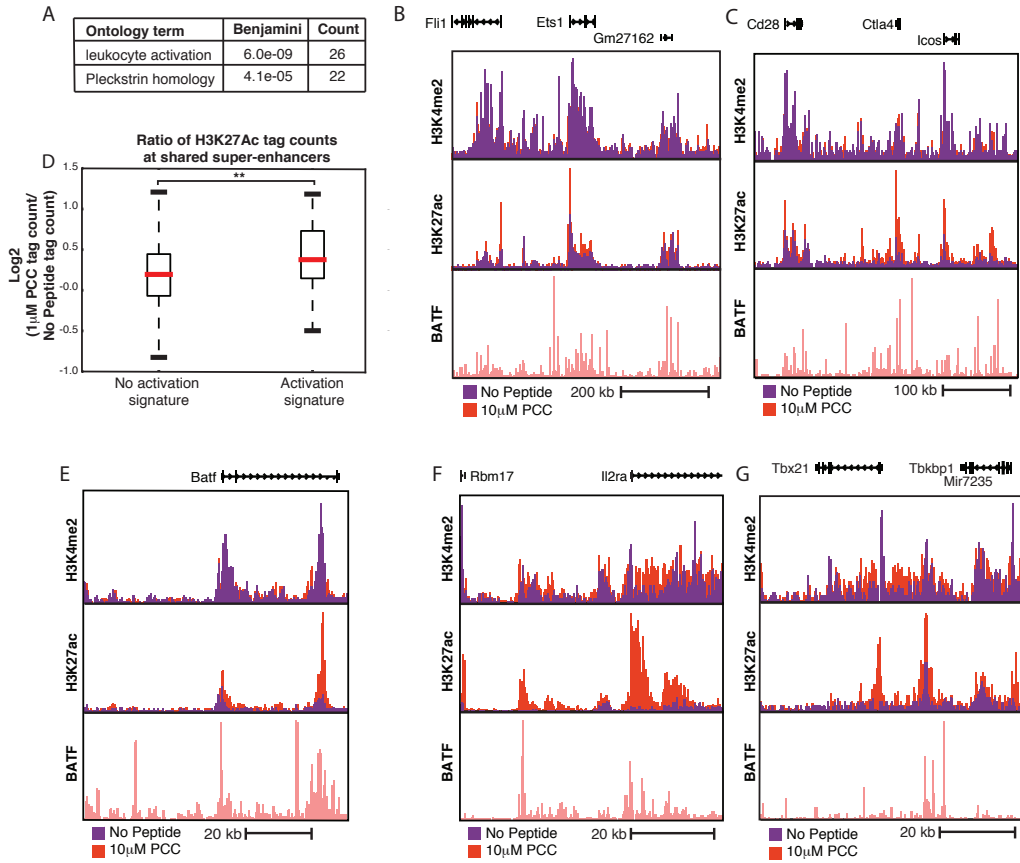 A
Ontology term Benjamini Count
leukocyte activation 6.0e-09 26
Pleckstrin homology 4.1e-05 22
B
Fli1
Ets1
Gm27162
H3K4me2
H3K27ac
BATF
No Peptide
10μM PCC
200 kb
C
Cd28
Ctla4
Icos
H3K4me2
H3K27ac
BATF
No Peptide
10μM PCC
100 kb
D
Ratio of H3K27Ac tag counts
at shared super-enhancers
**
Log2
(1μM PCC tag count/
No Peptide tag count)
1.5
1.0
0.5
-0.0
-0.5
-1.0
No activation
signature
Activation
signature
E
Batf
H3K4me2
H3K27ac
BATF
No Peptide
10μM PCC
20 kb
F
Rbm17
Il2ra
H3K4me2
H3K27ac
BATF
No Peptide
10μM PCC
20 kb
G
Tbx21
Tbkbp1
Mir7235
H3K4me2
H3K27ac
BATF
No Peptide
10μM PCC
20 kb